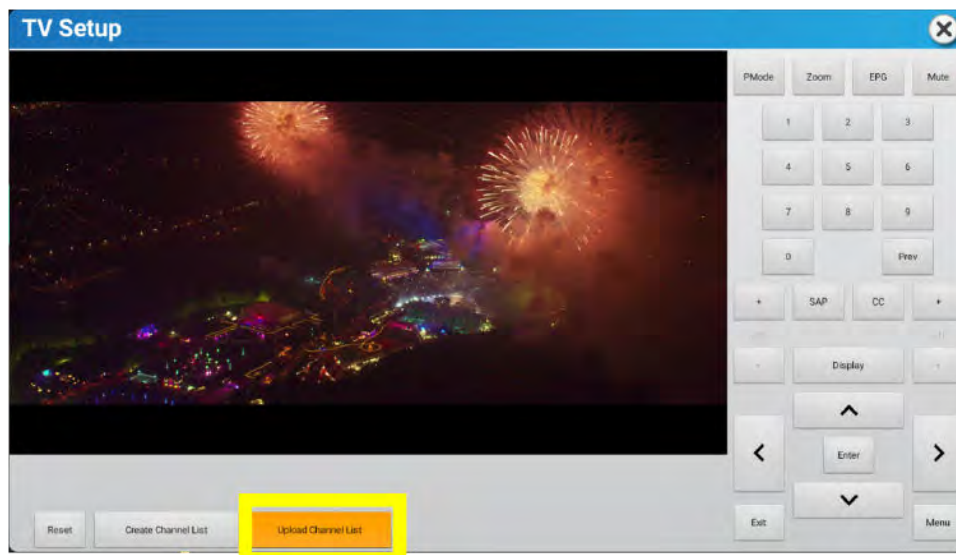 TV Setup
PMode Zoom EPG Mute
1 2 3
4 5 6
7 8 9
0 Prev
+ SAP CC +
- Display -
Enter
Exit Menu
Reset Create Channel List Upload Channel List